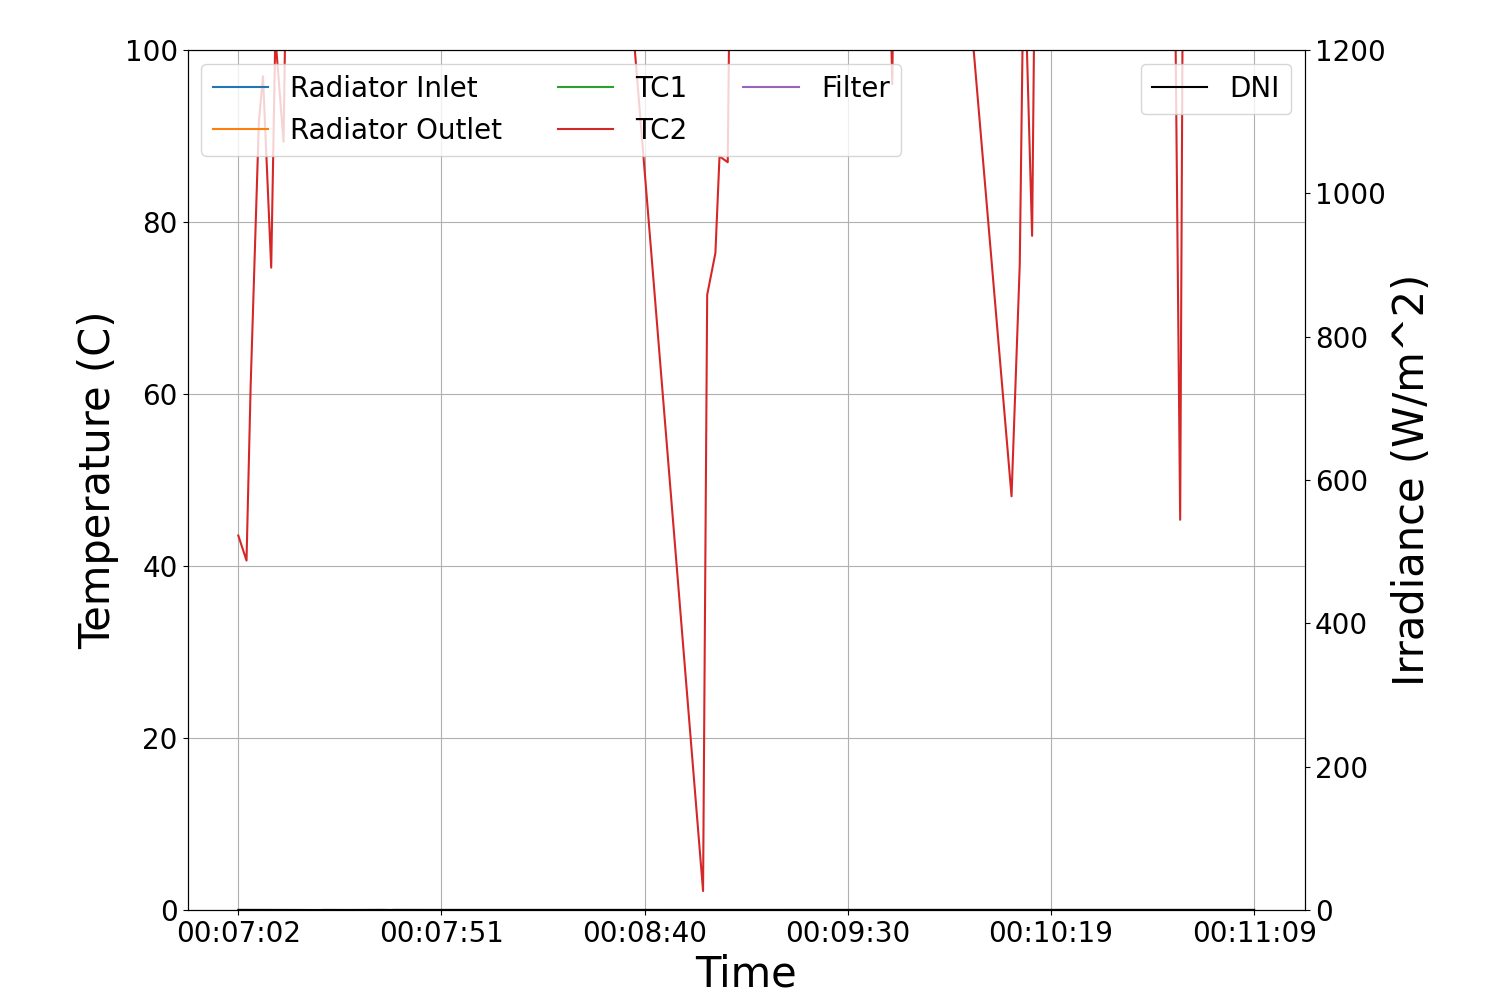 Radiator Inlet
Radiator Outlet
TC1
TC2
Filter
DNI
Temperature (C)
100
80
60
40
20
0
Irradiance (W/m^2)
1200
1000
800
600
400
200
0
00:07:02 00:07:51 00:08:40 00:09:30 00:10:19 00:11:09
Time